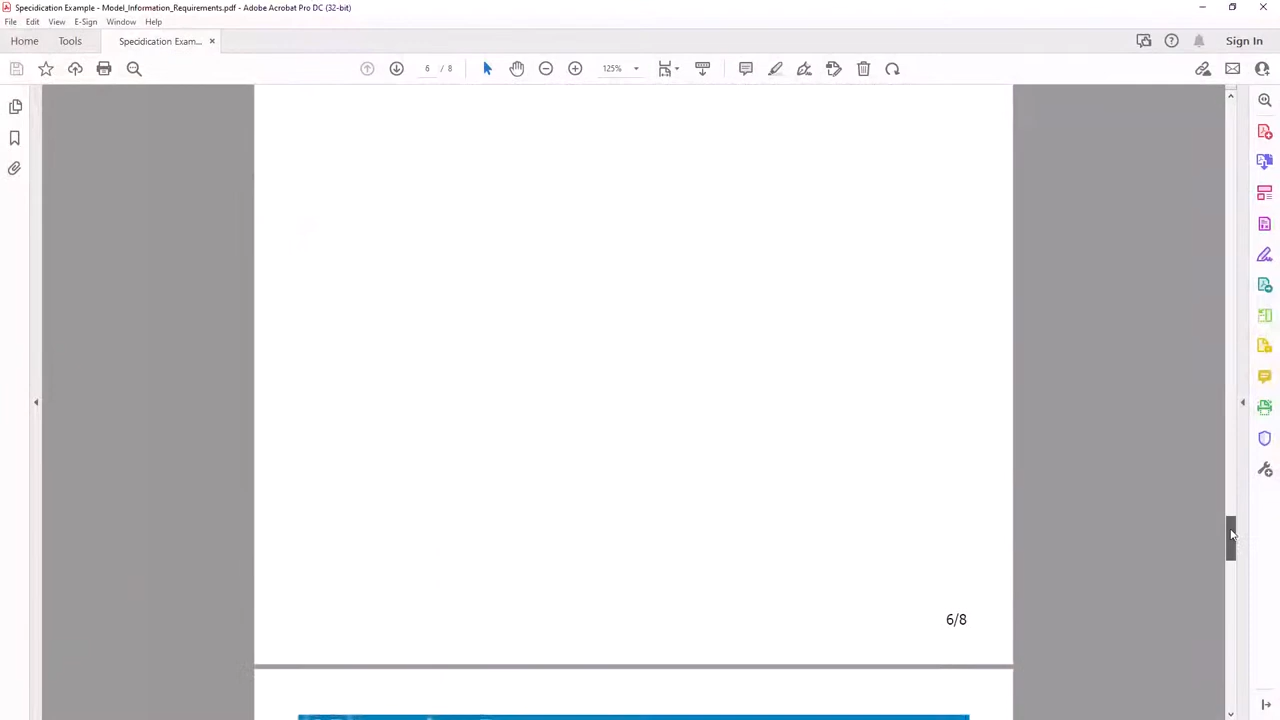 Specidication Example - Model_Information_Requirements.pdf - Adobe Acrobat Pro DC (32-bit)
File Edit View E-Sign Window Help
Home Tools Specidication Exam... × Sign In
6 / 8 125%
6/8